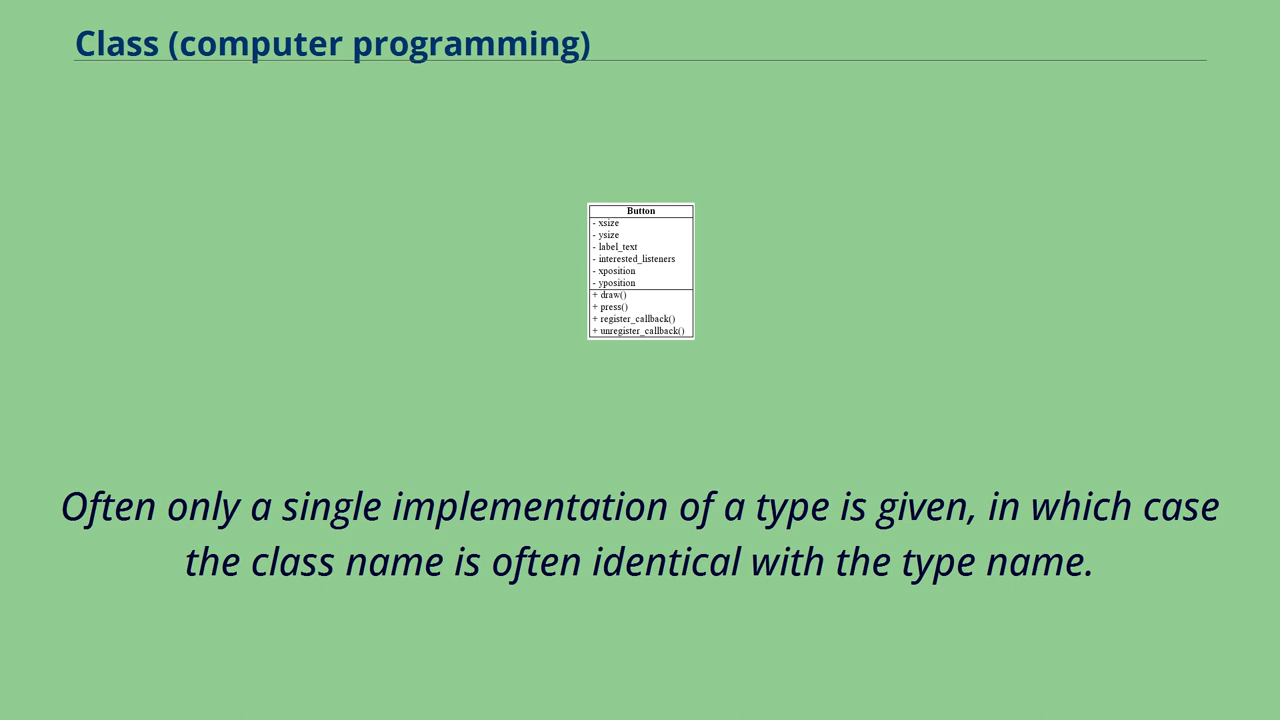 Class (computer programming)
Button
- xsize
- ysize
- label_text
- interested_listeners
- xposition
- yposition
+ draw()
+ press()
+ register_callback()
+ unregister_callback()
Often only a single implementation of a type is given, in which case
the class name is often identical with the type name.